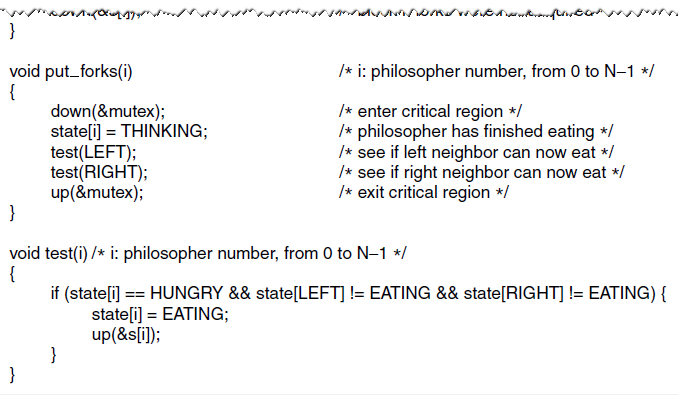 }
void put_forks(i) /* i: philosopher number, from 0 to N–1 */
{
down(&mutex); /* enter critical region */
state[i] = THINKING; /* philosopher has finished eating */
test(LEFT); /* see if left neighbor can now eat */
test(RIGHT); /* see if right neighbor can now eat */
up(&mutex); /* exit critical region */
}
void test(i) /* i: philosopher number, from 0 to N–1 */
{
if (state[i] == HUNGRY && state[LEFT] != EATING && state[RIGHT] != EATING) {
state[i] = EATING;
up(&s[i]);
}
}